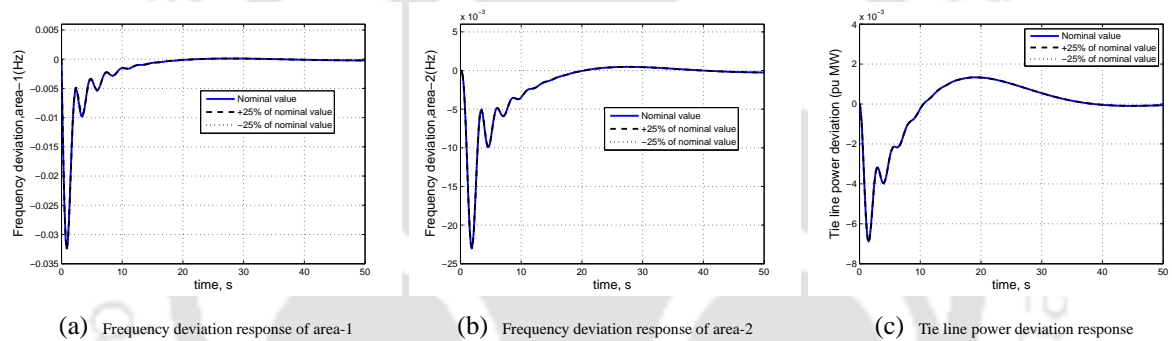 0.005
0
−0.005
−0.01
−0.015
−0.02
−0.025
−0.03
−0.035
Frequency deviation,area−1(Hz)
Nominal value
+25% of nominal value
−25% of nominal value
0 10 20 30 40 50
time, s
(a) Frequency deviation response of area-1
x 10⁻³
5
0
−5
−10
−15
−20
−25
Frequency deviation,area−2(Hz)
Nominal value
+25% of nominal value
−25% of nominal value
0 10 20 30 40 50
time, s
(b) Frequency deviation response of area-2
x 10⁻³
4
2
0
−2
−4
−6
−8
Tie line power deviation (pu MW)
Nominal value
+25% of nominal value
−25% of nominal value
0 10 20 30 40 50
time, s
(c) Tie line power deviation response